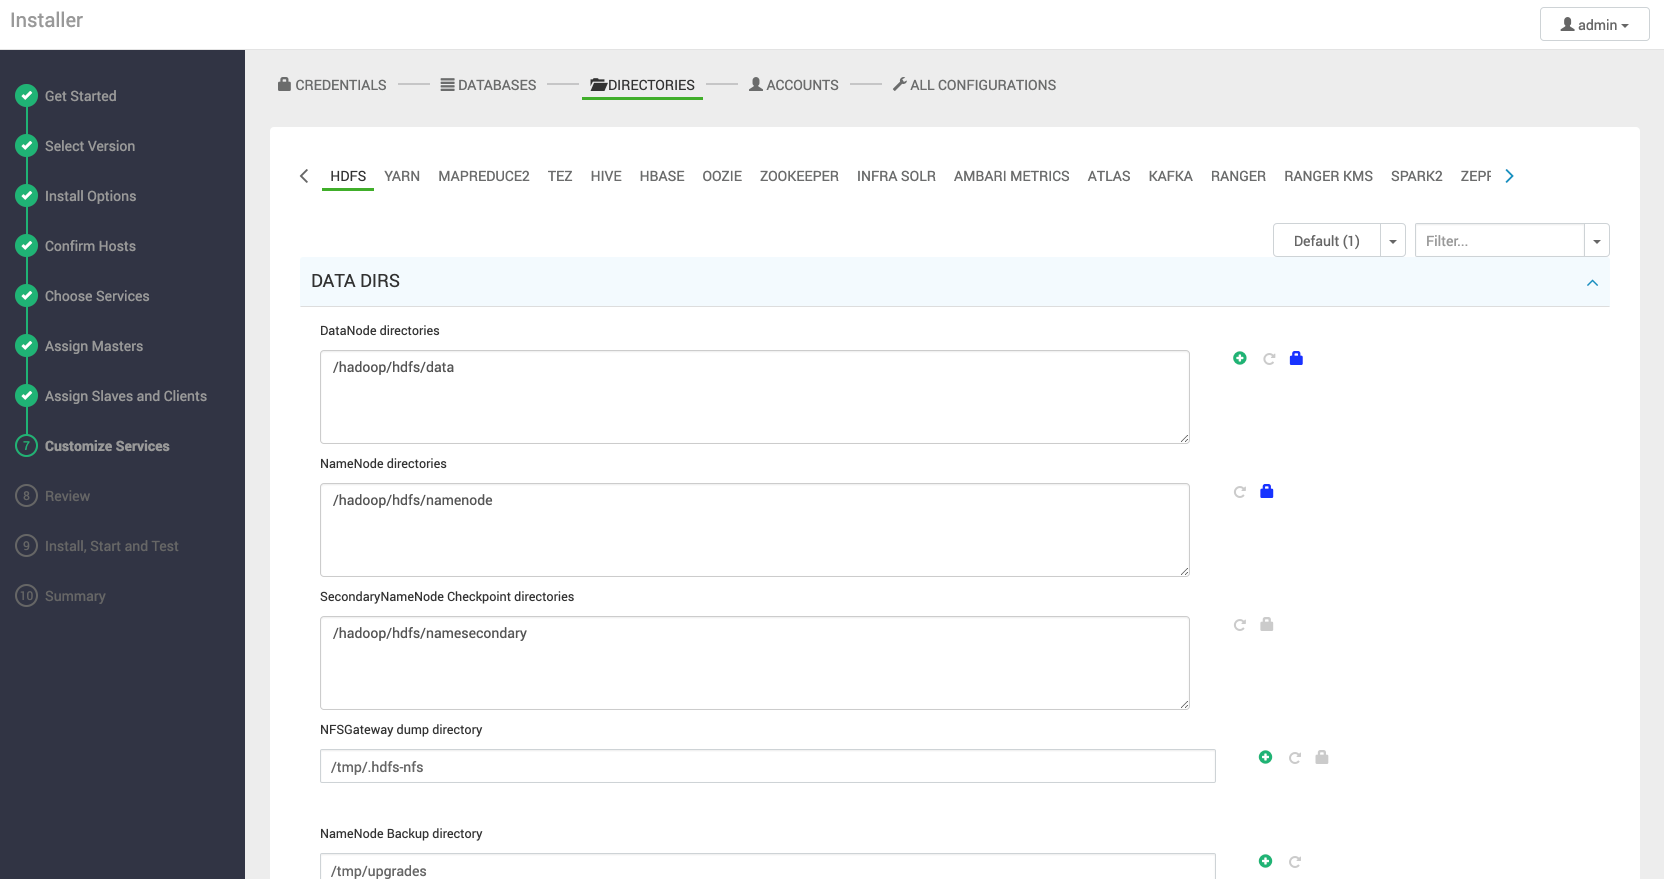 Installer
admin
Get Started
Select Version
Install Options
Confirm Hosts
Choose Services
Assign Masters
Assign Slaves and Clients
7 Customize Services
8 Review
9 Install, Start and Test
10 Summary
CREDENTIALS DATABASES DIRECTORIES ACCOUNTS ALL CONFIGURATIONS
HDFS YARN MAPREDUCE2 TEZ HIVE HBASE OOZIE ZOOKEEPER INFRA SOLR AMBARI METRICS ATLAS KAFKA RANGER RANGER KMS SPARK2
Default (1) Filter...
DATA DIRS
DataNode directories
/hadoop/hdfs/data
NameNode directories
/hadoop/hdfs/namenode
SecondaryNameNode Checkpoint directories
/hadoop/hdfs/namesecondary
NFSGateway dump directory
/tmp/.hdfs-nfs
NameNode Backup directory
/tmp/upgrades